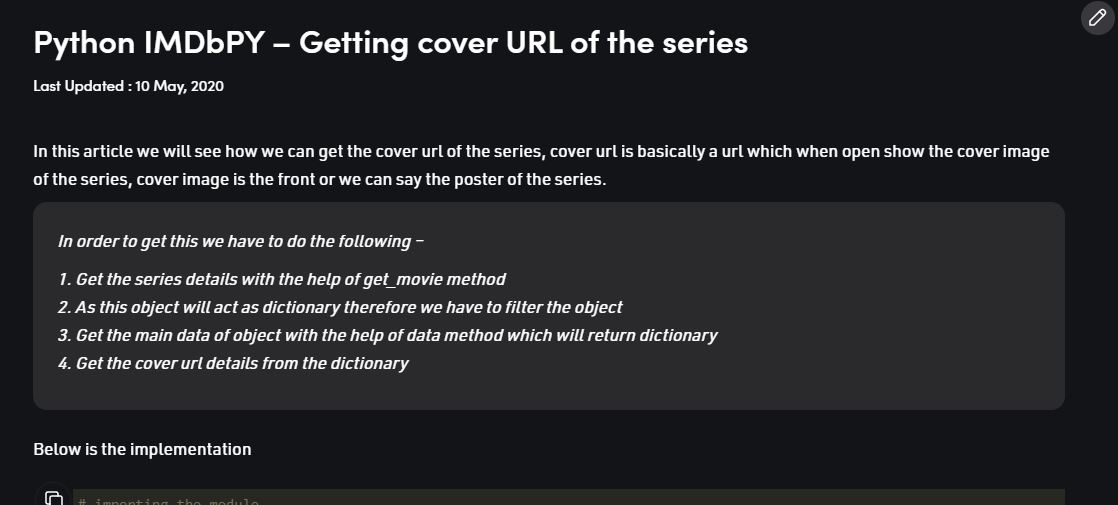 Python IMDbPY – Getting cover URL of the series
Last Updated : 10 May, 2020
In this article we will see how we can get the cover url of the series, cover url is basically a url which when open show the cover image
of the series, cover image is the front or we can say the poster of the series.
In order to get this we have to do the following –
1. Get the series details with the help of get_movie method
2. As this object will act as dictionary therefore we have to filter the object
3. Get the main data of object with the help of data method which will return dictionary
4. Get the cover url details from the dictionary
Below is the implementation
# importing the module